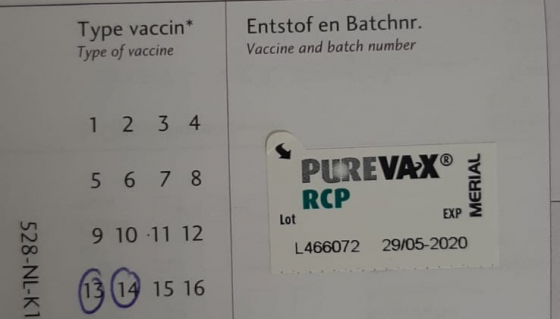 Type vaccin*
Type of vaccine
Entstof en Batchnr.
Vaccine and batch number
1 2 3 4
5 6 7 8
9 10 11 12
13 14 15 16
PUREVAX®
RCP
MERIAL
Lot
EXP
L466072 29/05-2020
528-NL-K1